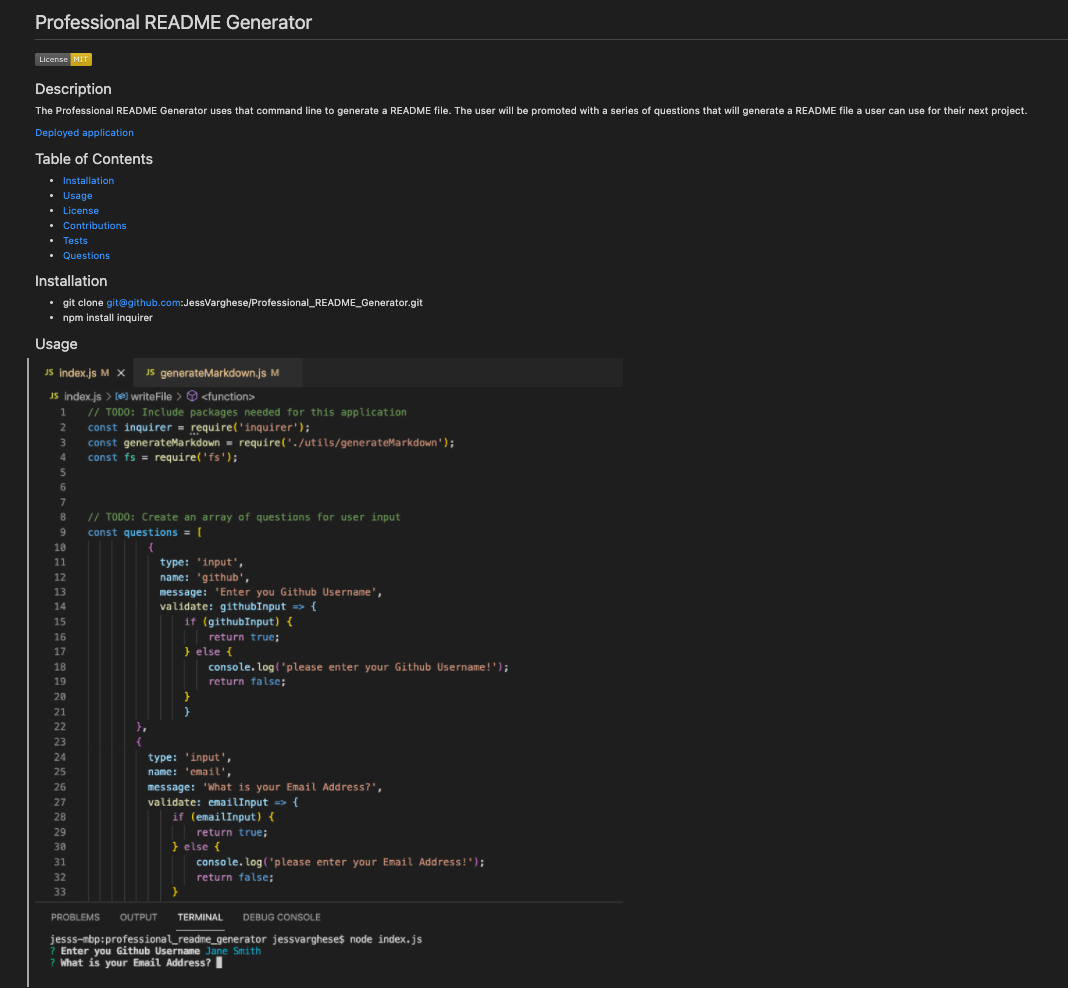 Professional README Generator
License MIT
Description
The Professional README Generator uses that command line to generate a README file. The user will be promoted with a series of questions that will generate a README file a user can use for their next project.
Deployed application
Table of Contents
• Installation
• Usage
• License
• Contributions
• Tests
• Questions
Installation
• git clone git@github.com:JessVarghese/Professional_README_Generator.git
• npm install inquirer
Usage
JS index.js M × JS generateMarkdown.js M
JS index.js > writeFile > <function>
1 // TODO: Include packages needed for this application
2 const inquirer = require('inquirer');
3 const generateMarkdown = require('./utils/generateMarkdown');
4 const fs = require('fs');
5
6
7
8 // TODO: Create an array of questions for user input
9 const questions = [
10 {
11 type: 'input',
12 name: 'github',
13 message: 'Enter you Github Username',
14 validate: githubInput => {
15 if (githubInput) {
16 return true;
17 } else {
18 console.log('please enter your Github Username!');
19 return false;
20 }
21 }
22 },
23 {
24 type: 'input',
25 name: 'email',
26 message: 'What is your Email Address?',
27 validate: emailInput => {
28 if (emailInput) {
29 return true;
30 } else {
31 console.log('please enter your Email Address!');
32 return false;
33 }
PROBLEMS OUTPUT TERMINAL DEBUG CONSOLE
jesss-mbp:professional_readme_generator jessvarghese$ node index.js
? Enter you Github Username Jane Smith
? What is your Email Address?